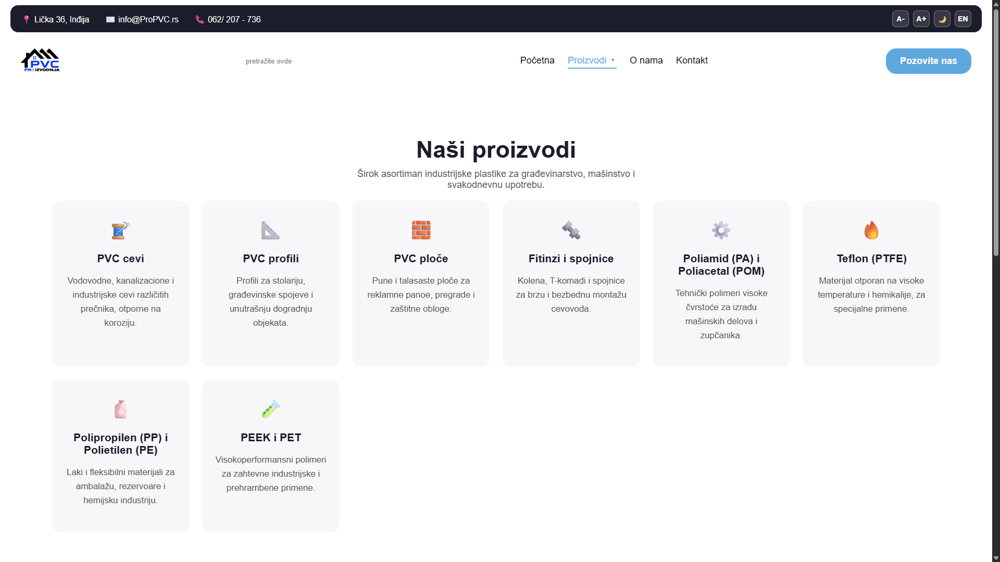 Lička 36, Inđija
info@ProPVC.rs
062/ 207 - 736
A-
A+
EN
PVC
PROIZVODNJA
pretražite ovde
Početna
Proizvodi
O nama
Kontakt
Pozovite nas
Naši proizvodi
Širok asortiman industrijske plastike za građevinarstvo, mašinstvo i
svakodnevnu upotrebu.
PVC cevi
Vodovodne, kanalizacione i
industrijske cevi različitih
prečnika, otporne na
koroziju.
PVC profili
Profili za stolariju,
građevinske spojeve i
unutrašnju dogradnju
objekata.
PVC ploče
Pune i talasaste ploče za
reklamne panoe, pregrade i
zaštitne obloge.
Fitinzi i spojnice
Kolena, T-komadi i spojnice
za brzu i bezbednu montažu
cevovoda.
Poliamid (PA) i
Poliacetal (POM)
Tehnički polimeri visoke
čvrstoće za izradu
mašinskih delova i
zupčanika.
Teflon (PTFE)
Materijal otporan na visoke
temperature i hemikalije, za
specijalne primene.
Polipropilen (PP) i
Polietilen (PE)
Laki i fleksibilni materijali za
ambalažu, rezervoare i
hemijsku industriju.
PEEK i PET
Visokoperformansni polimeri
za zahtevne industrijske i
prehrambene primene.